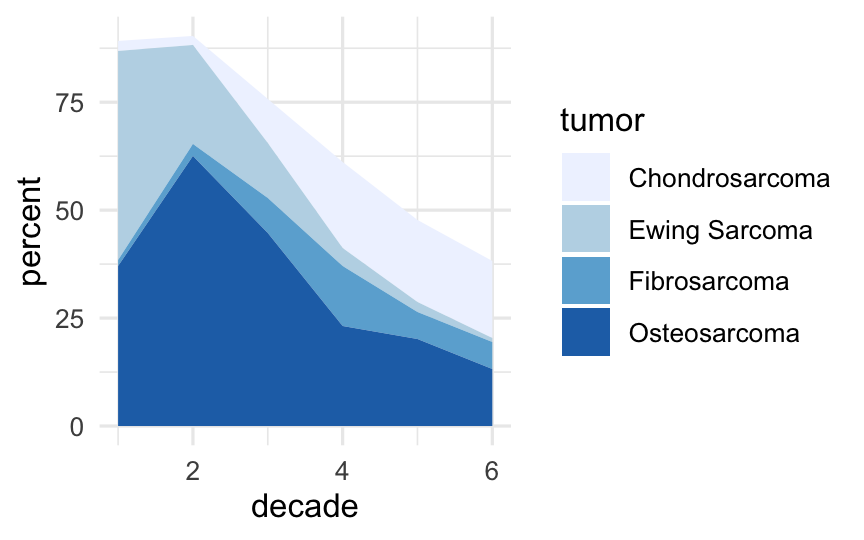 75
50
25
0
percent
2 4 6
decade
tumor
Chondrosarcoma
Ewing Sarcoma
Fibrosarcoma
Osteosarcoma